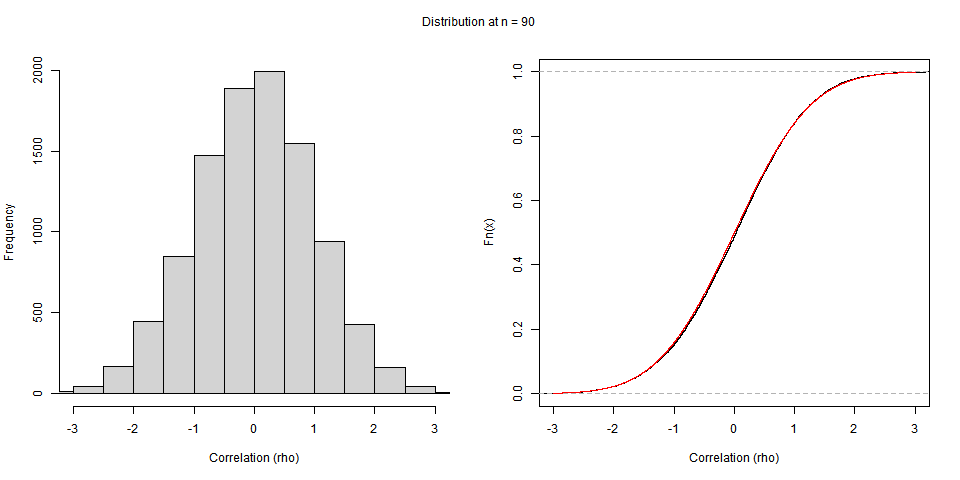 Distribution at n = 90
Frequency
2000
1500
1000
500
0
-3 -2 -1 0 1 2 3
Correlation (rho)
Fn(x)
1.0
0.8
0.6
0.4
0.2
0.0
-3 -2 -1 0 1 2 3
Correlation (rho)